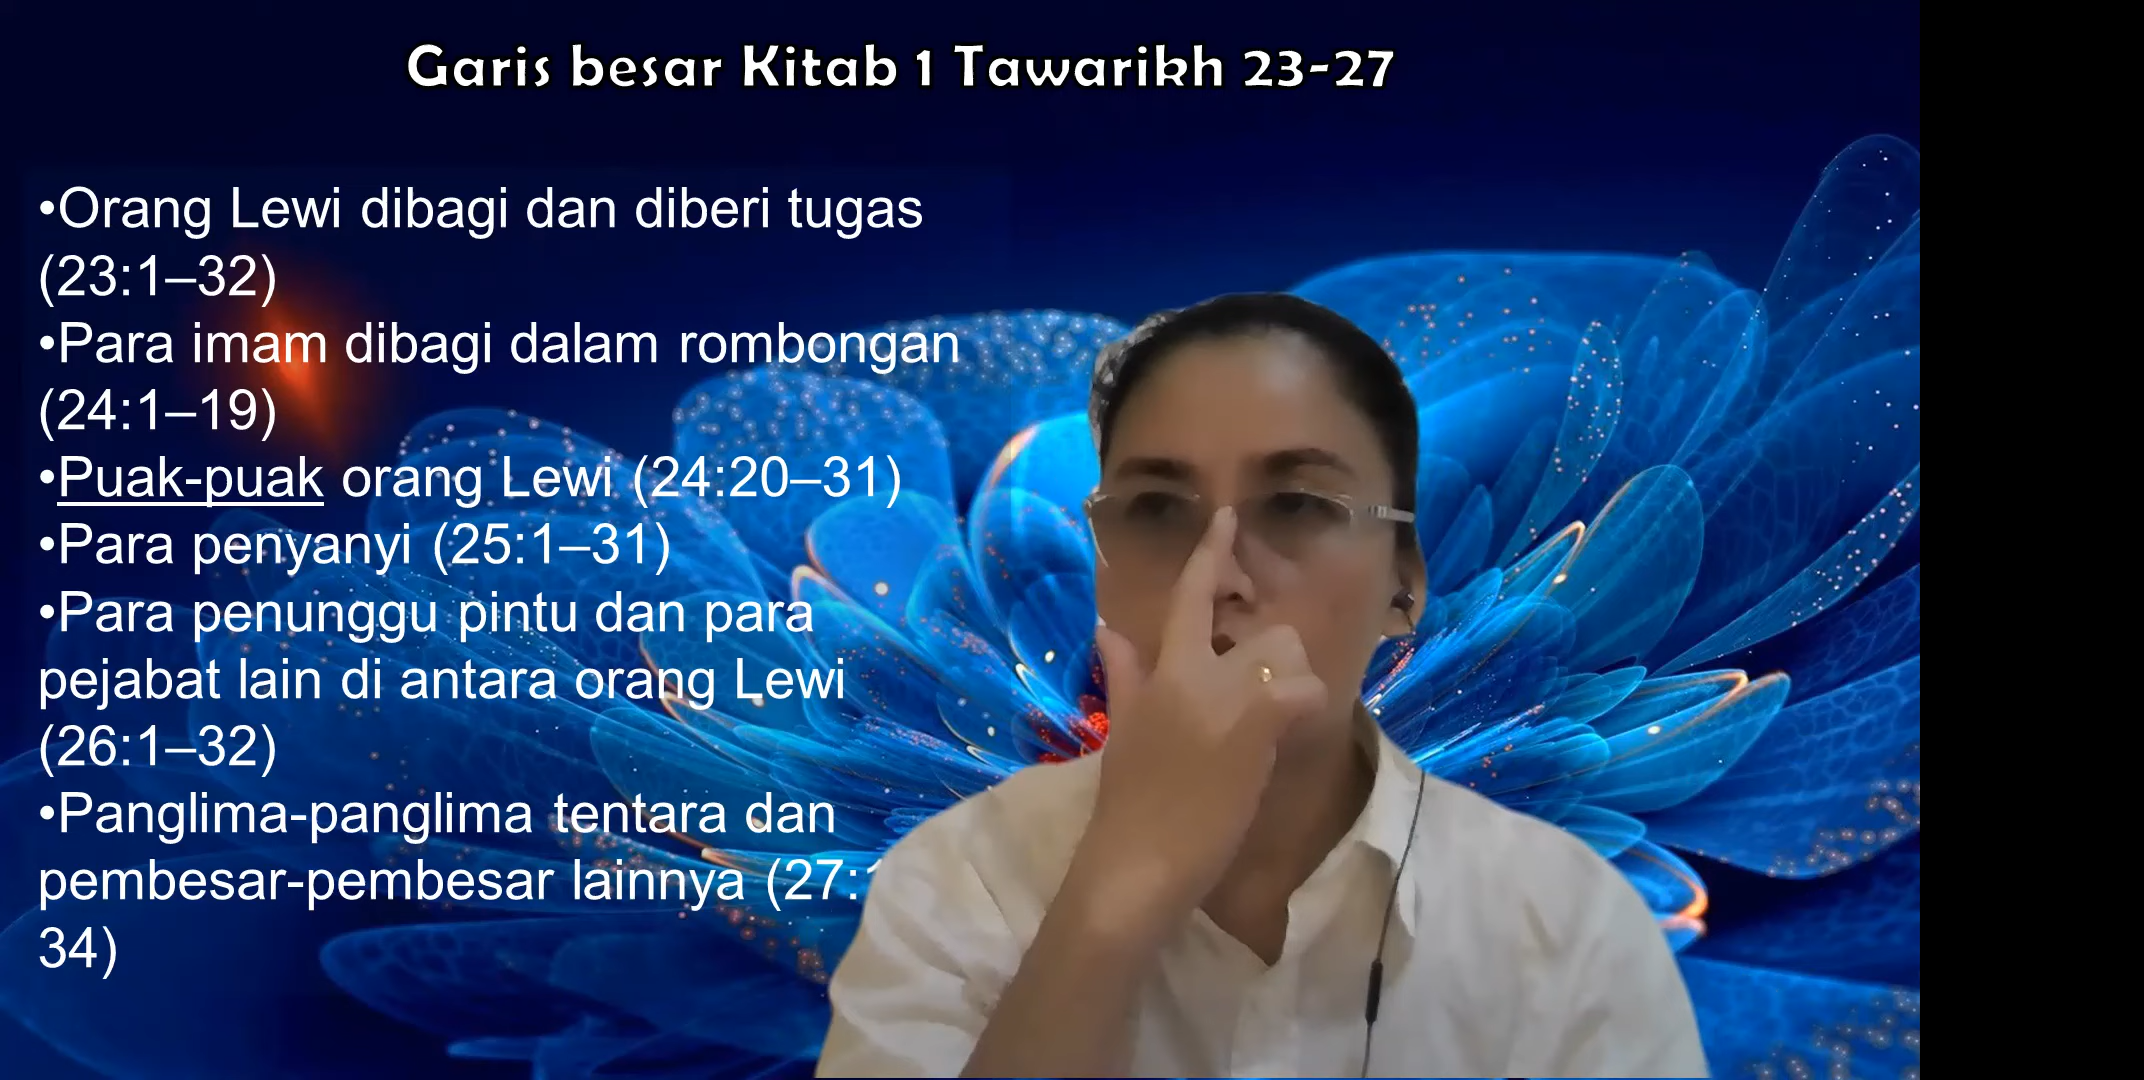 Garis besar Kitab 1 Tawarikh 23-27
•Orang Lewi dibagi dan diberi tugas
(23:1–32)
•Para imam dibagi dalam rombongan
(24:1–19)
•Puak-puak orang Lewi (24:20–31)
•Para penyanyi (25:1–31)
•Para penunggu pintu dan para
pejabat lain di antara orang Lewi
(26:1–32)
•Panglima-panglima tentara dan
pembesar-pembesar lainnya (27:1
34)